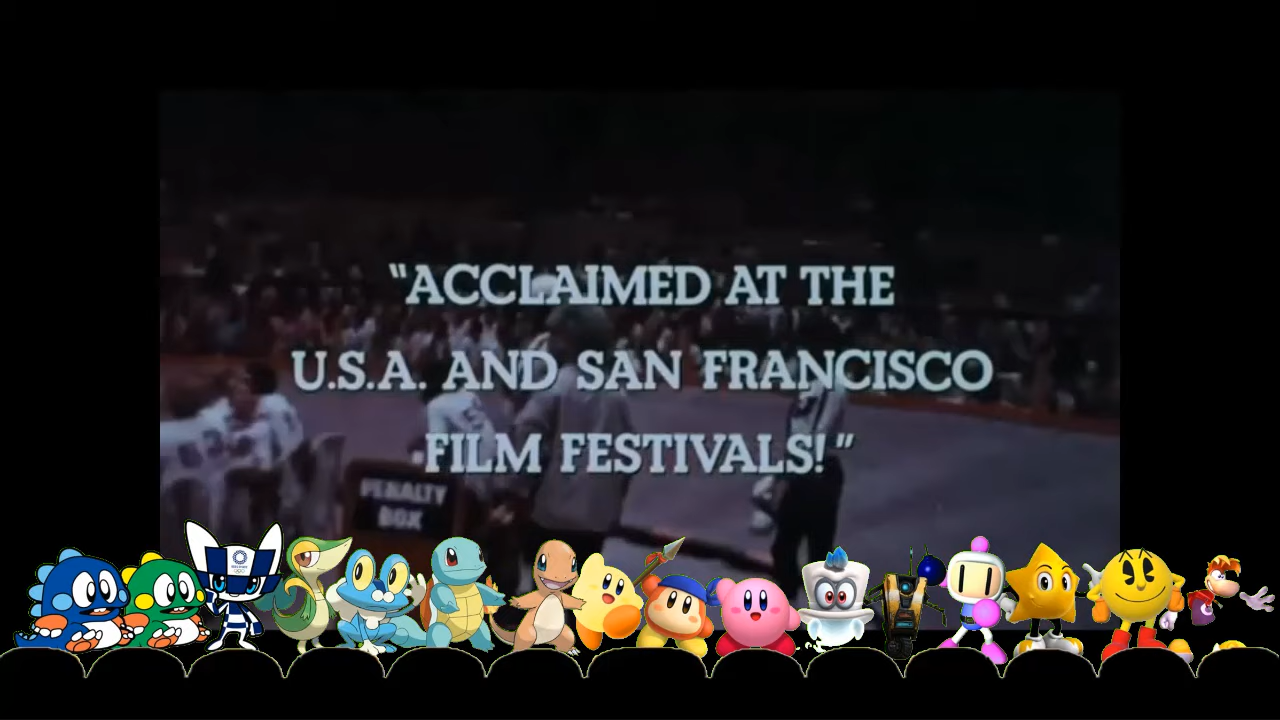 "ACCLAIMED AT THE
U.S.A. AND SAN FRANCISCO
FILM FESTIVALS!"
PENALTY
BOX